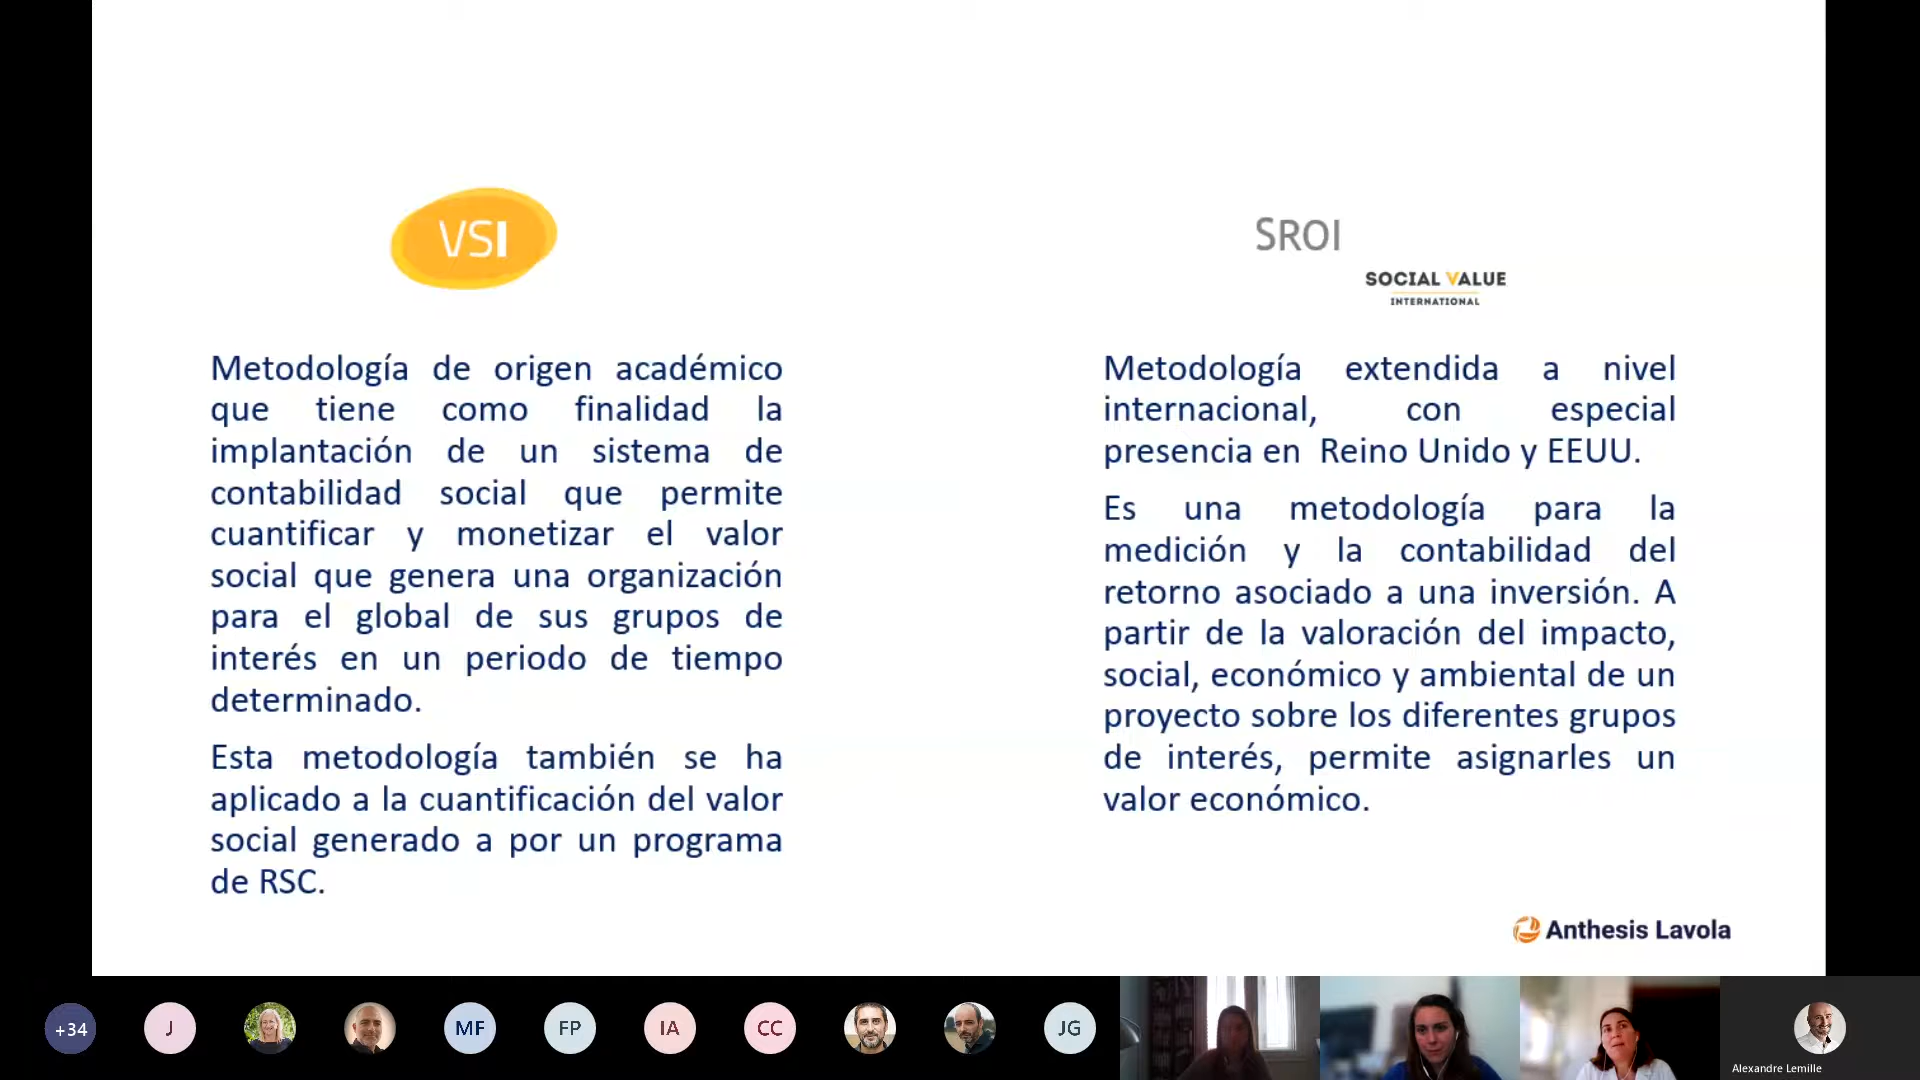 VSI
Metodología de origen académico
que tiene como finalidad la
implantación de un sistema de
contabilidad social que permite
cuantificar y monetizar el valor
social que genera una organización
para el global de sus grupos de
interés en un periodo de tiempo
determinado.
Esta metodología también se ha
aplicado a la cuantificación del valor
social generado a por un programa
de RSC.
SROI
SOCIAL VALUE
INTERNATIONAL
Metodología extendida a nivel
internacional, con especial
presencia en Reino Unido y EEUU.
Es una metodología para la
medición y la contabilidad del
retorno asociado a una inversión. A
partir de la valoración del impacto,
social, económico y ambiental de un
proyecto sobre los diferentes grupos
de interés, permite asignarles un
valor económico.
Anthesis Lavola
+34
J
MF
FP
IA
CC
JG
Alexandre Lemille